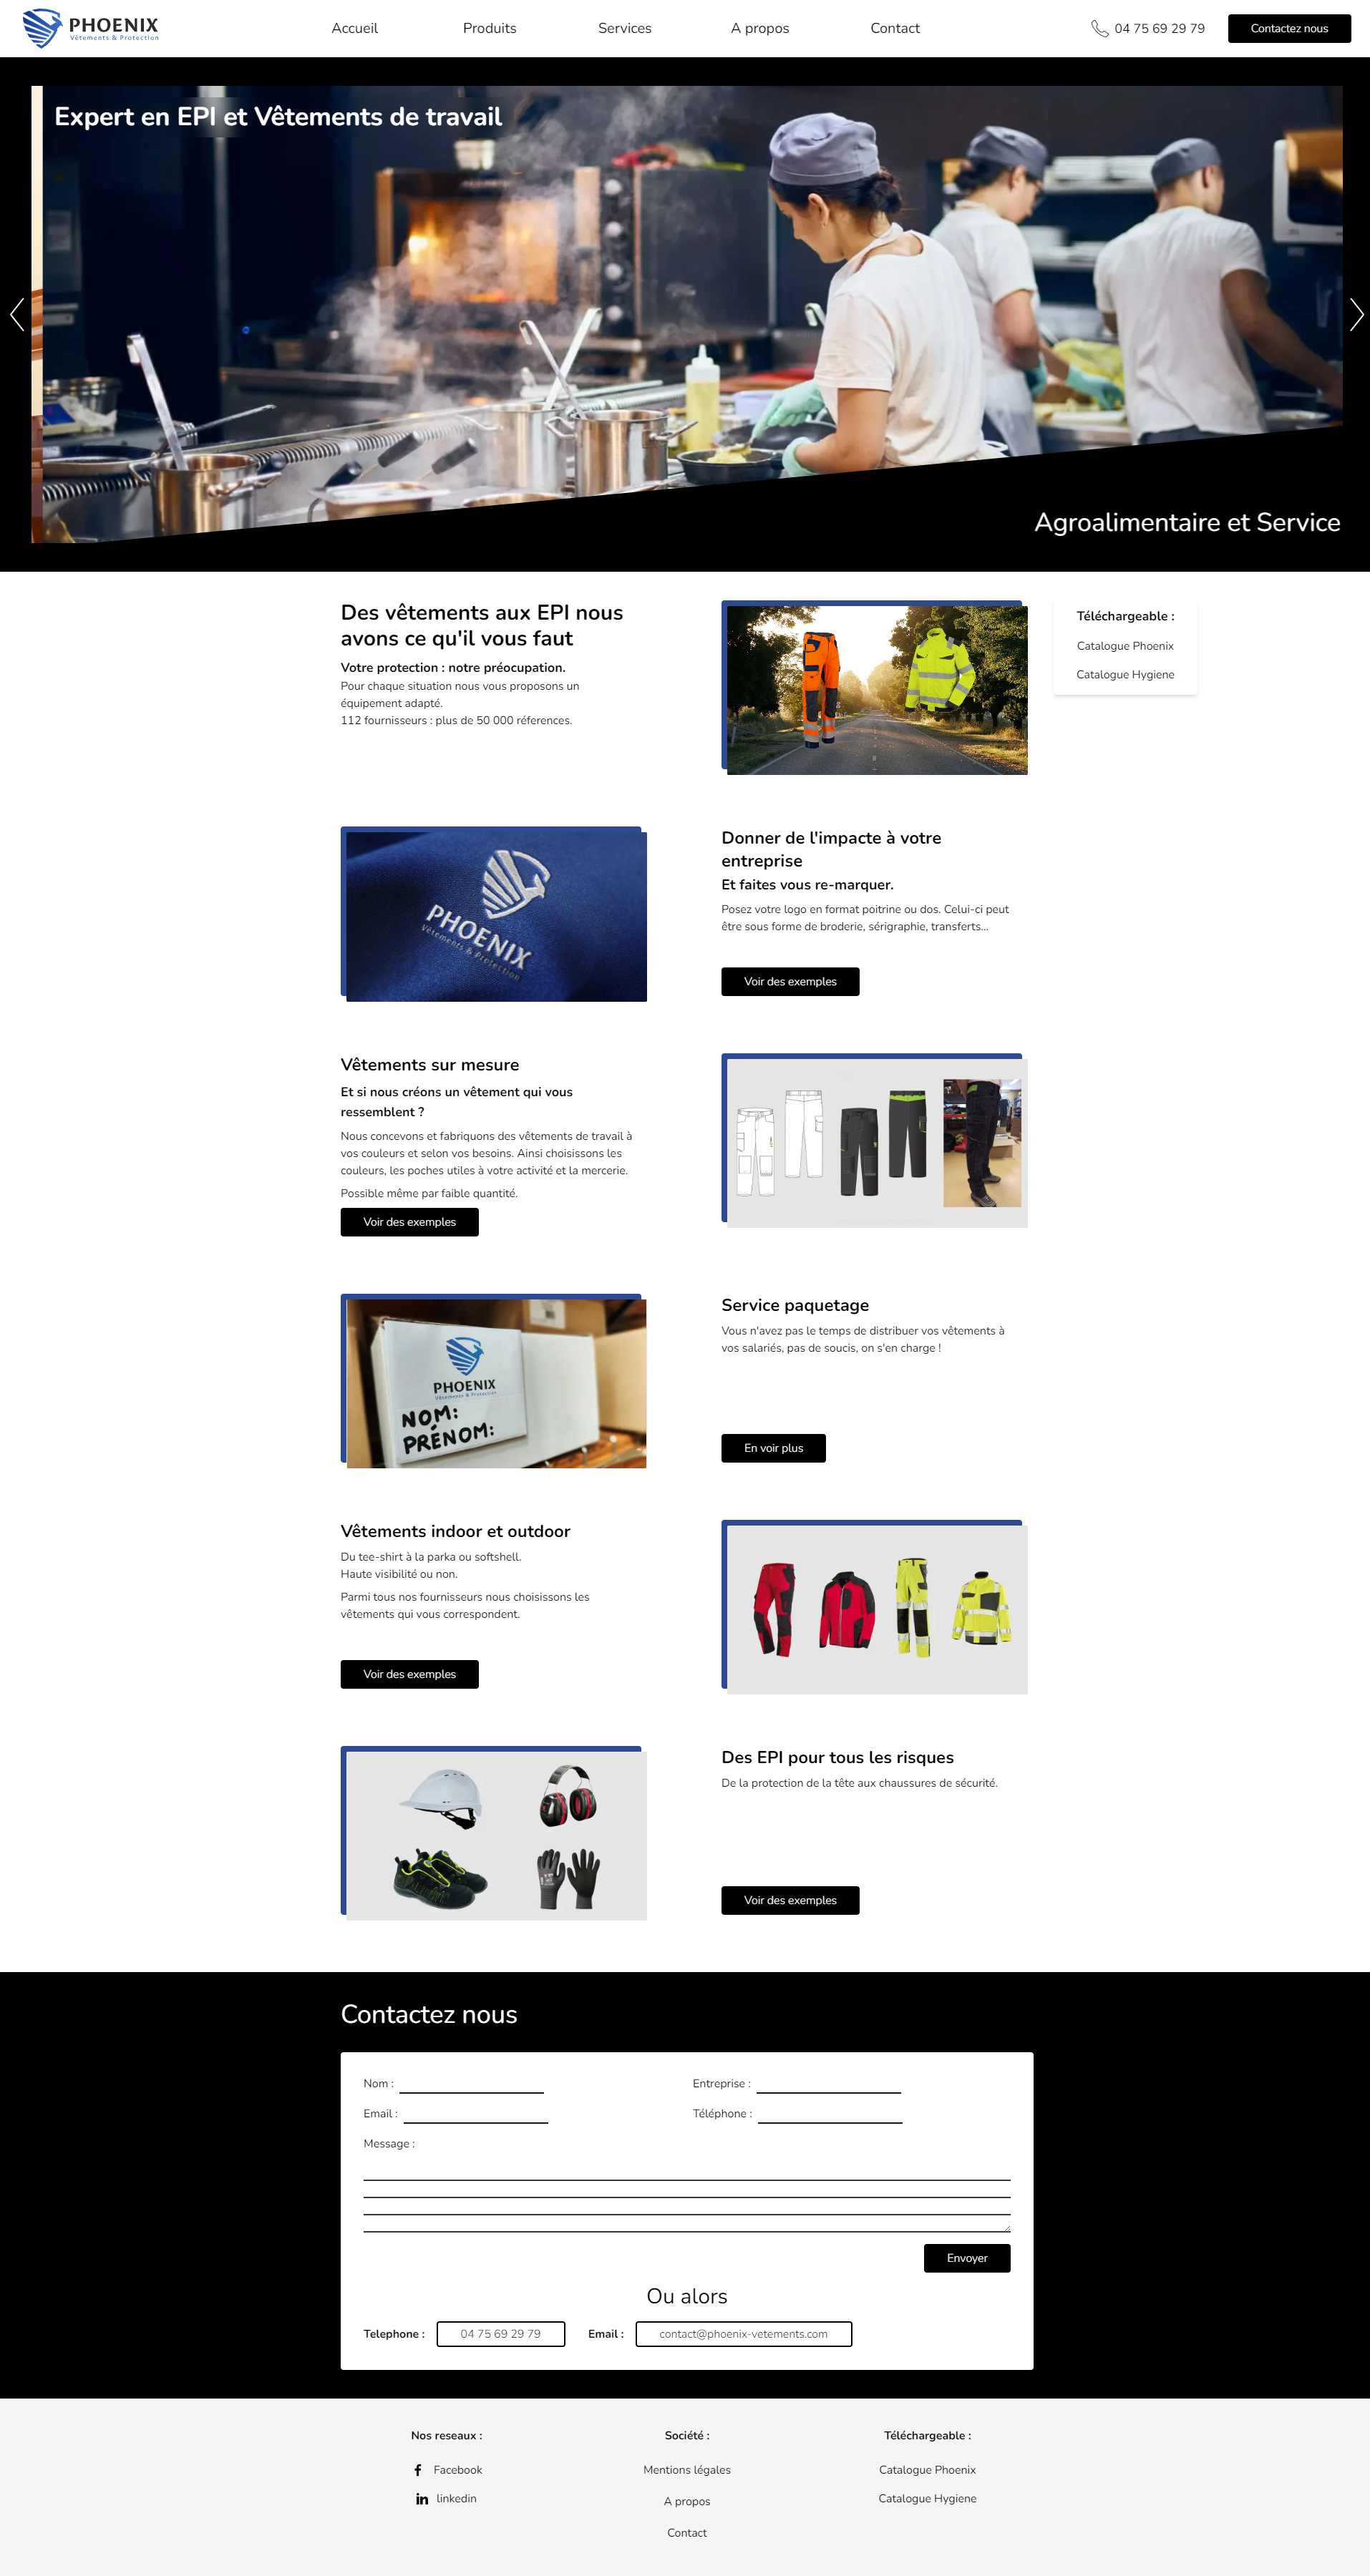 PHOENIX
Vêtements & Protection
Accueil
Produits
Services
A propos
Contact
04 75 69 29 79
Contactez nous
Expert en EPI et Vêtements de travail
Agroalimentaire et Service
Des vêtements aux EPI nous
avons ce qu'il vous faut
Votre protection : notre préocupation.
Pour chaque situation nous vous proposons un
équipement adapté.
112 fournisseurs : plus de 50 000 réferences.
Téléchargeable :
Catalogue Phoenix
Catalogue Hygiene
PHOENIX
Vêtements & Protection
Donner de l'impacte à votre
entreprise
Et faites vous re-marquer.
Posez votre logo en format poitrine ou dos. Celui-ci peut
être sous forme de broderie, sérigraphie, transferts...
Voir des exemples
Vêtements sur mesure
Et si nous créons un vêtement qui vous
ressemblent ?
Nous concevons et fabriquons des vêtements de travail à
vos couleurs et selon vos besoins. Ainsi choisissons les
couleurs, les poches utiles à votre activité et la mercerie.
Possible même par faible quantité.
Voir des exemples
PHOENIX
Vêtements & Protection
NOM:
PRÉNOM:
Service paquetage
Vous n'avez pas le temps de distribuer vos vêtements à
vos salariés, pas de soucis, on s'en charge !
En voir plus
Vêtements indoor et outdoor
Du tee-shirt à la parka ou softshell.
Haute visibilité ou non.
Parmi tous nos fournisseurs nous choisissons les
vêtements qui vous correspondent.
Voir des exemples
Des EPI pour tous les risques
De la protection de la tête aux chaussures de sécurité.
Voir des exemples
Contactez nous
Nom :
Entreprise :
Email :
Téléphone :
Message :
Envoyer
Ou alors
Telephone :
04 75 69 29 79
Email :
contact@phoenix-vetements.com
Nos reseaux :
Facebook
linkedin
Société :
Mentions légales
A propos
Contact
Téléchargeable :
Catalogue Phoenix
Catalogue Hygiene